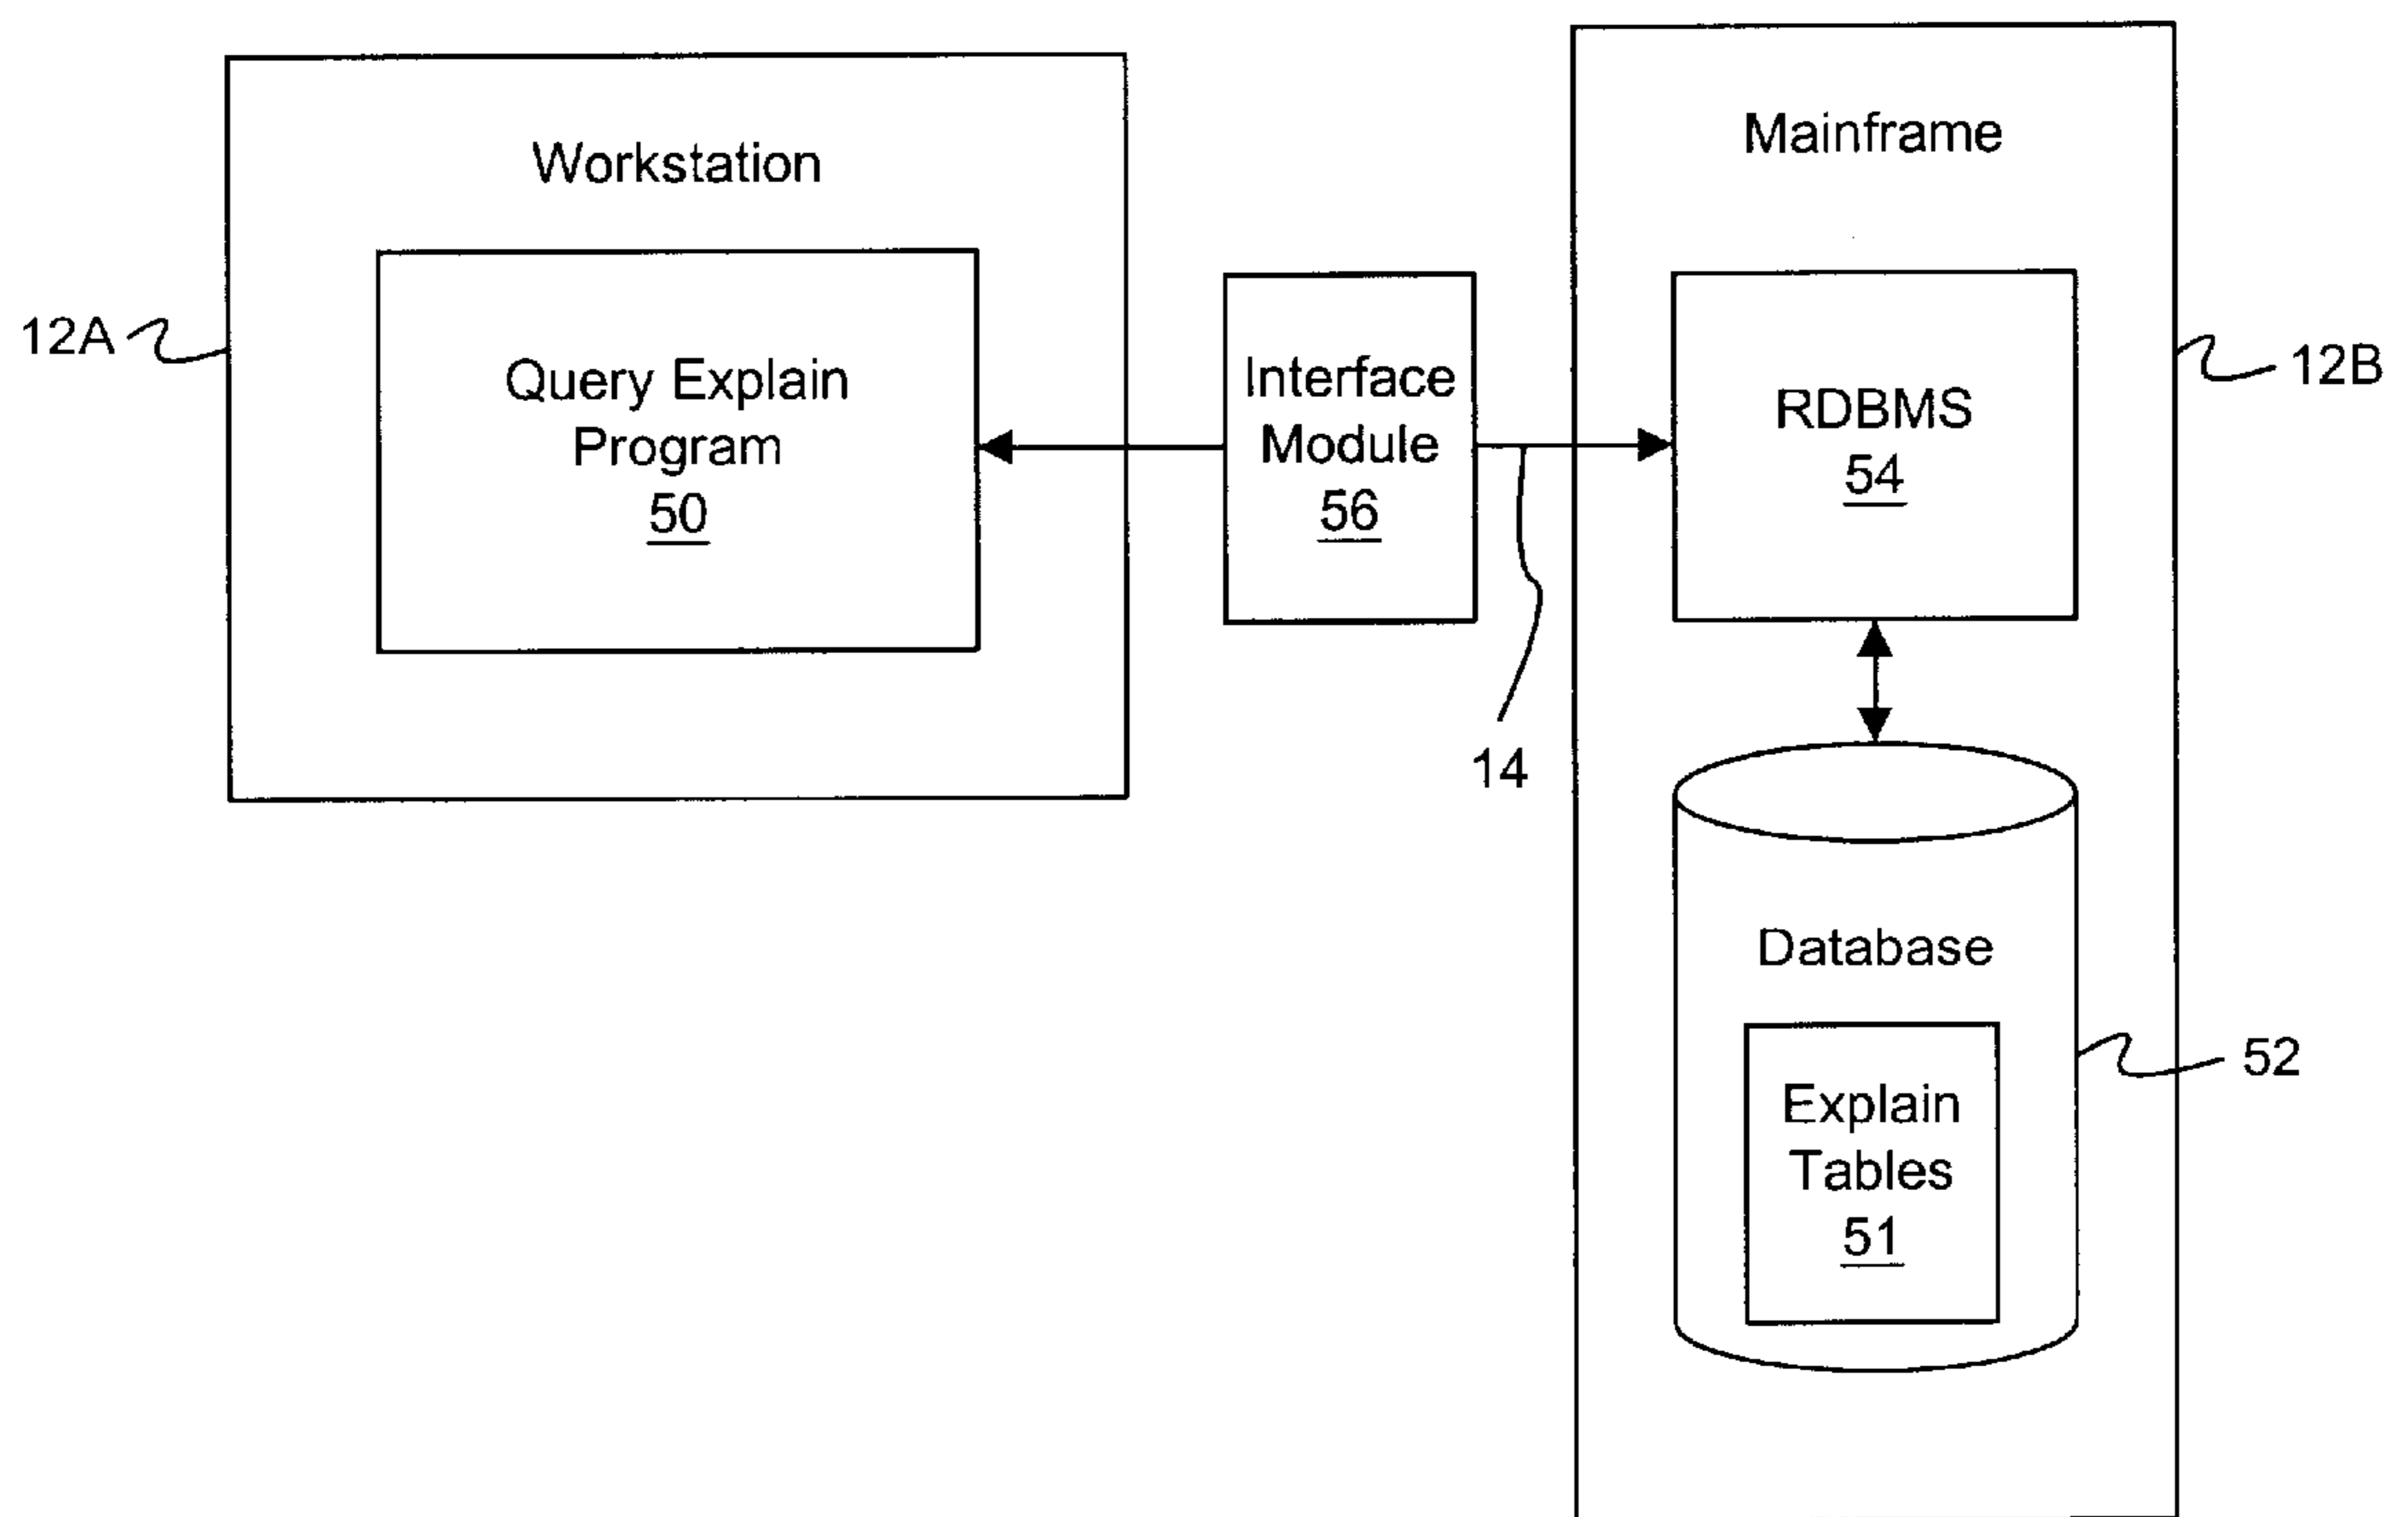 Workstation
Query Explain
Program
50
12A
Interface
Module
56
14
Mainframe
RDBMS
54
12B
Database
Explain
Tables
51
52